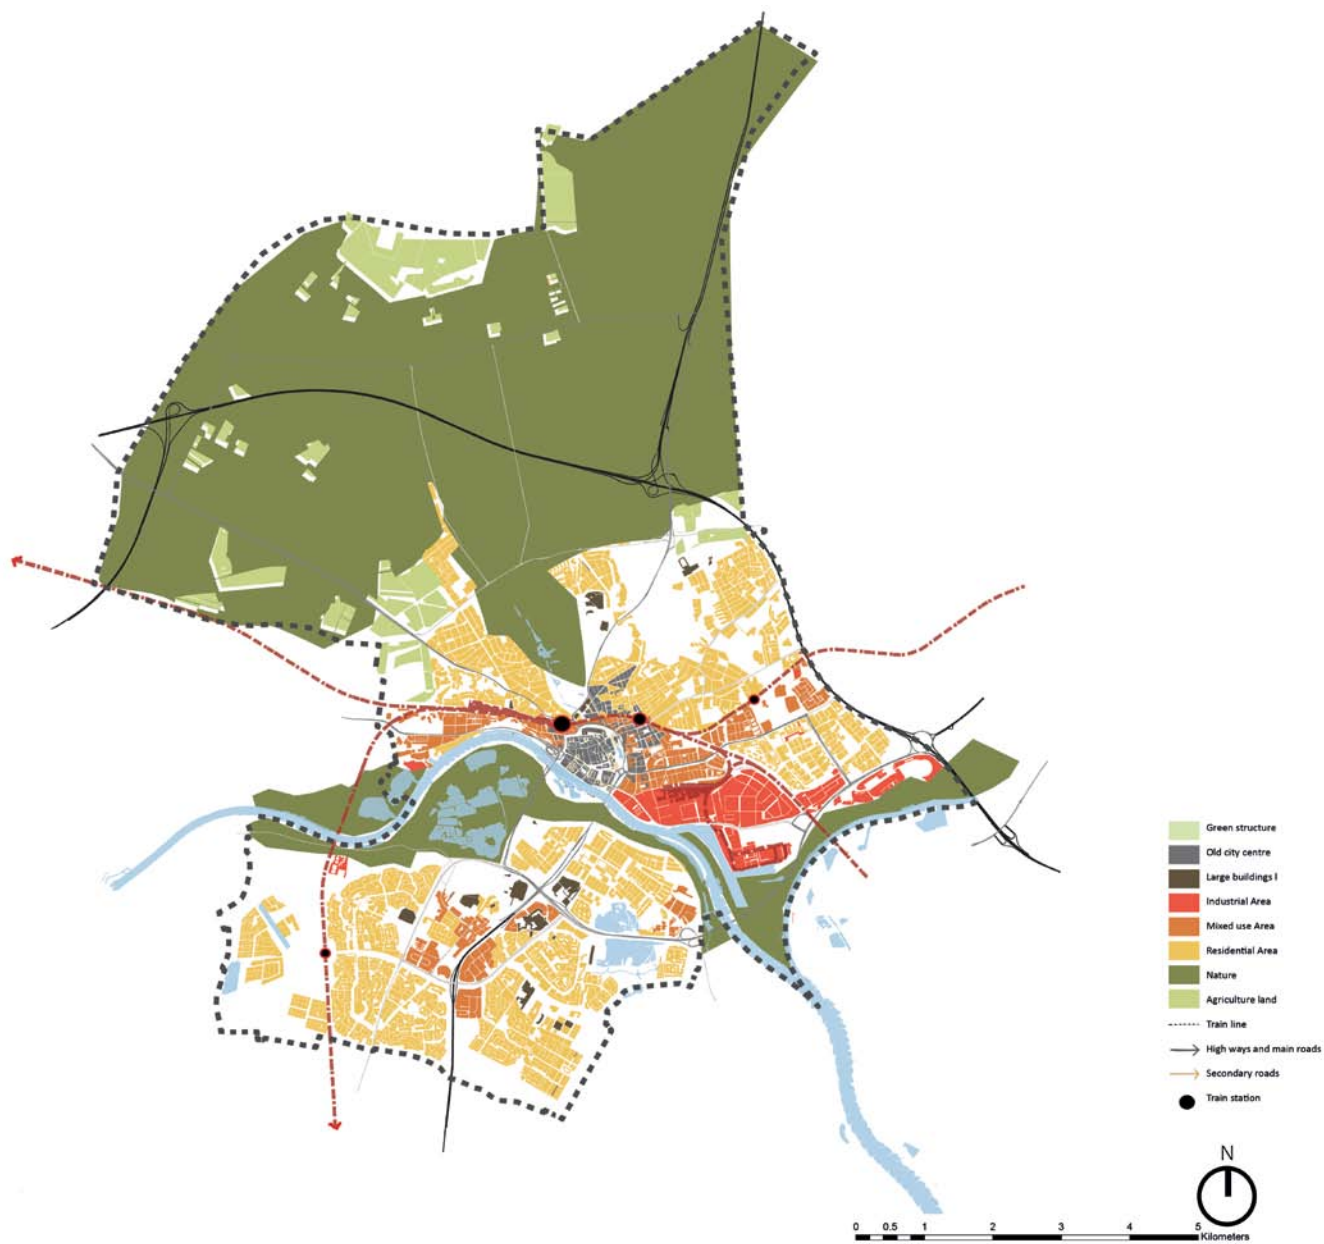 Green structure
Old city centre
Large buildings l
Industrial Area
Mixed use Area
Residential Area
Nature
Agriculture land
Train line
High ways and main roads
Secondary roads
Train station
N
0 0.5 1 2 3 4 5
Kilometers